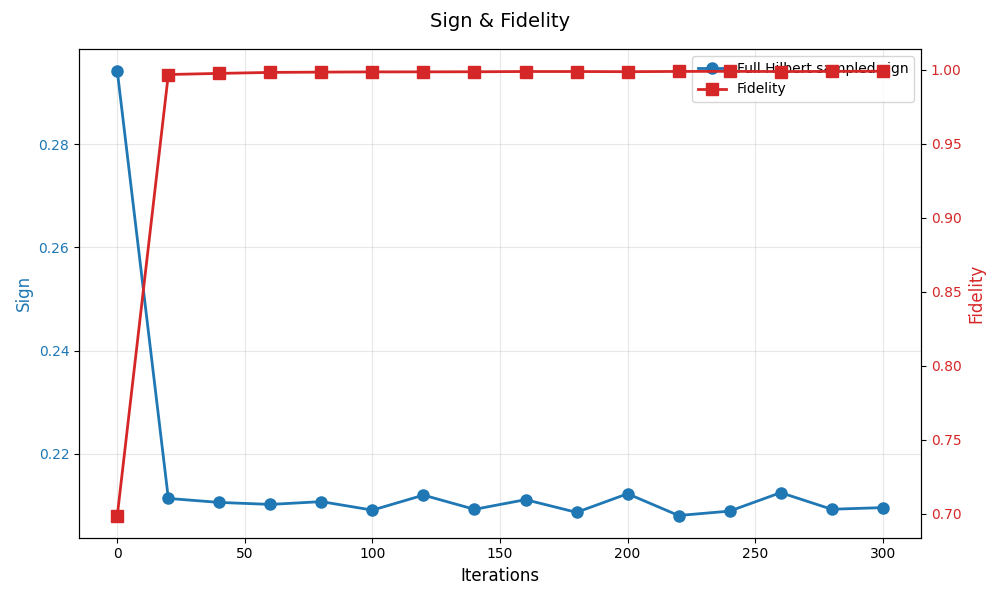 Sign & Fidelity
Full Hilbert sampled sign
Fidelity
Sign
0.28
0.26
0.24
0.22
1.00
0.95
0.90
0.85
0.80
0.75
0.70
Fidelity
0 50 100 150 200 250 300
Iterations